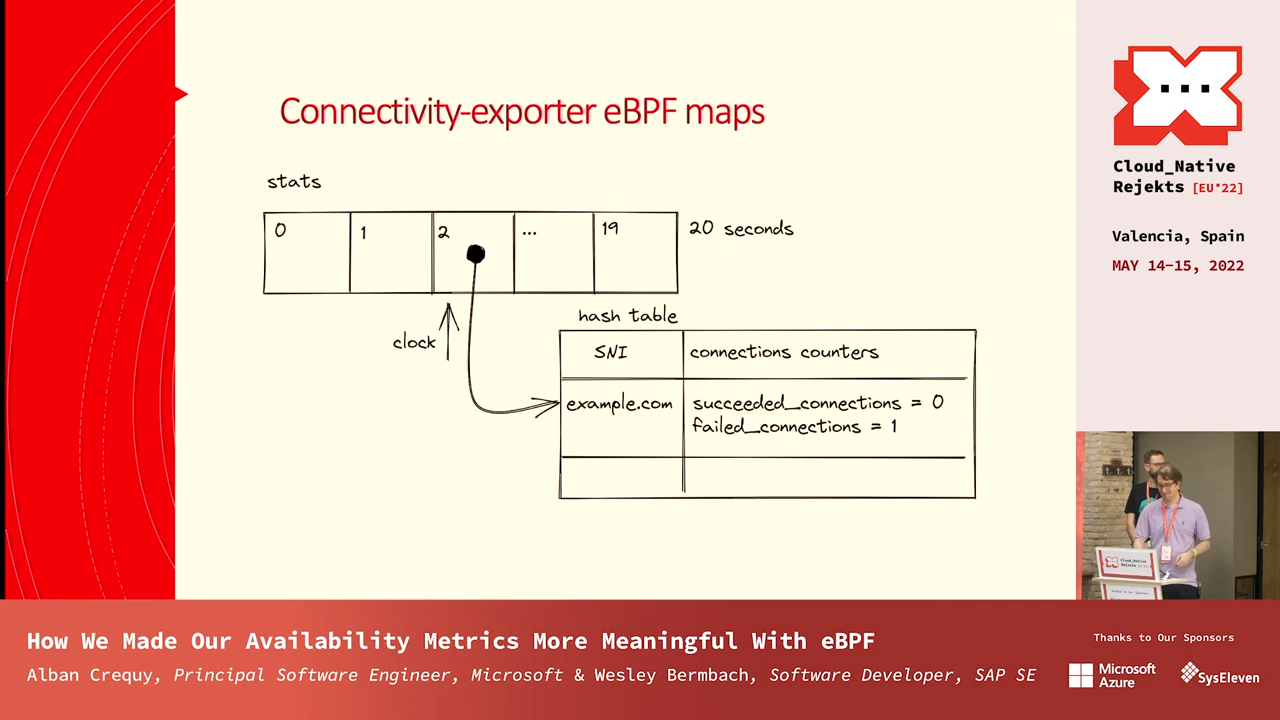 Connectivity-exporter eBPF maps
stats
0 1 2 ... 19 20 seconds
clock
hash table
SNI connections counters
example.com succeeded_connections = 0
failed_connections = 1
Cloud_Native
Rejekts [EU*22]
Valencia, Spain
MAY 14-15, 2022
How We Made Our Availability Metrics More Meaningful With eBPF
Alban Crequy, Principal Software Engineer, Microsoft & Wesley Bermbach, Software Developer, SAP SE
Thanks to Our Sponsors
Microsoft
Azure
SysEleven
Cloud_Native
Rejekts